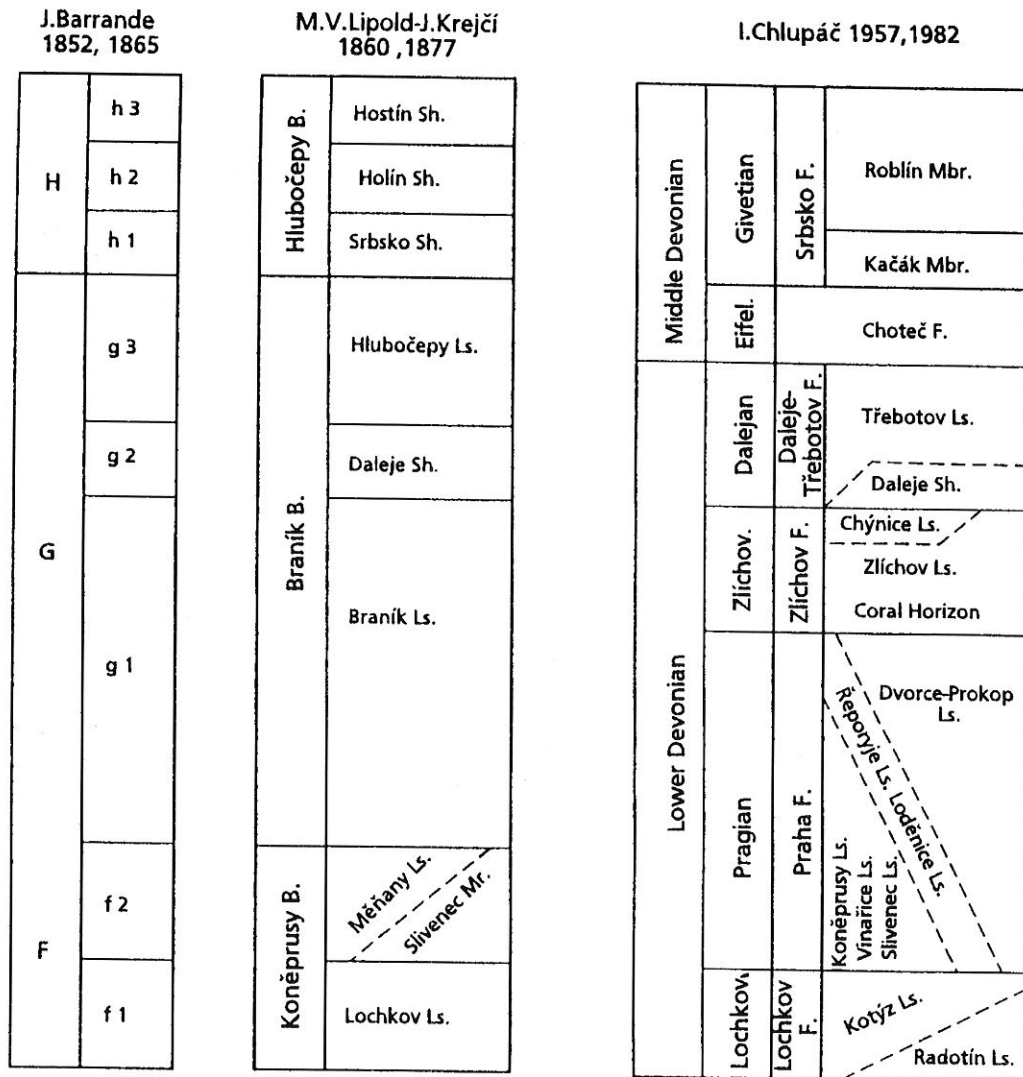 J.Barrande
1852, 1865
H
h 3
h 2
h 1
G
g 3
g 2
g 1
F
f 2
f 1
M.V.Lipold-J.Krejčí
1860 ,1877
Hlubočepy B.
Hostín Sh.
Holín Sh.
Srbsko Sh.
Braník B.
Hlubočepy Ls.
Daleje Sh.
Braník Ls.
Koněprusy B.
Měňany Ls.
Slivenec Mr.
Lochkov Ls.
I.Chlupáč 1957,1982
Middle Devonian
Givetian
Srbsko F.
Roblín Mbr.
Kačák Mbr.
Eifel.
Choteč F.
Lower Devonian
Dalejan
Daleje-
Třebotov F.
Třebotov Ls.
Daleje Sh.
Zlíchov.
Zlíchov F.
Chýnice Ls.
Zlíchov Ls.
Coral Horizon
Pragian
Praha F.
Dvorce-Prokop
Ls.
Řeporyje Ls. Loděnice Ls.
Koněprusy Ls.
Vinařice Ls.
Slivenec Ls.
Lochkov.
Lochkov
F.
Kotýz Ls.
Radotín Ls.